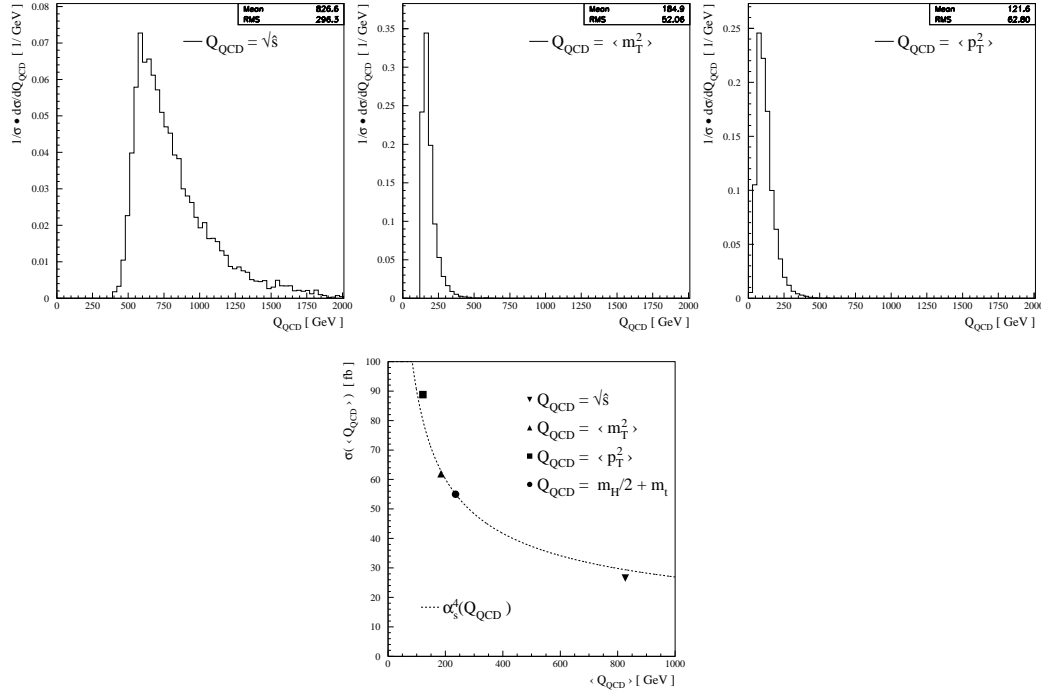 Mean 826.6
RMS 296.3
Q_QCD = √ŝ
1/σ • dσ/dQ_QCD [ 1/ GeV ]
0.08
0.07
0.06
0.05
0.04
0.03
0.02
0.01
0
0 250 500 750 1000 1250 1500 1750 2000
Q_QCD [ GeV ]
Mean 184.9
RMS 52.06
Q_QCD = ‹ m_T^2 ›
1/σ • dσ/dQ_QCD [ 1/ GeV ]
0.35
0.3
0.25
0.2
0.15
0.1
0.05
0
0 250 500 750 1000 1250 1500 1750 2000
Q_QCD [ GeV ]
Mean 121.6
RMS 62.80
Q_QCD = ‹ p_T^2 ›
1/σ • dσ/dQ_QCD [ 1/ GeV ]
0.25
0.2
0.15
0.1
0.05
0
0 250 500 750 1000 1250 1500 1750 2000
Q_QCD [ GeV ]
σ( ‹ Q_QCD › ) [ fb ]
100
90
80
70
60
50
40
30
20
10
0
Q_QCD = √ŝ
Q_QCD = ‹ m_T^2 ›
Q_QCD = ‹ p_T^2 ›
Q_QCD = m_H/2 + m_t
α_s^4(Q_QCD)
0 200 400 600 800 1000
‹ Q_QCD › [ GeV ]